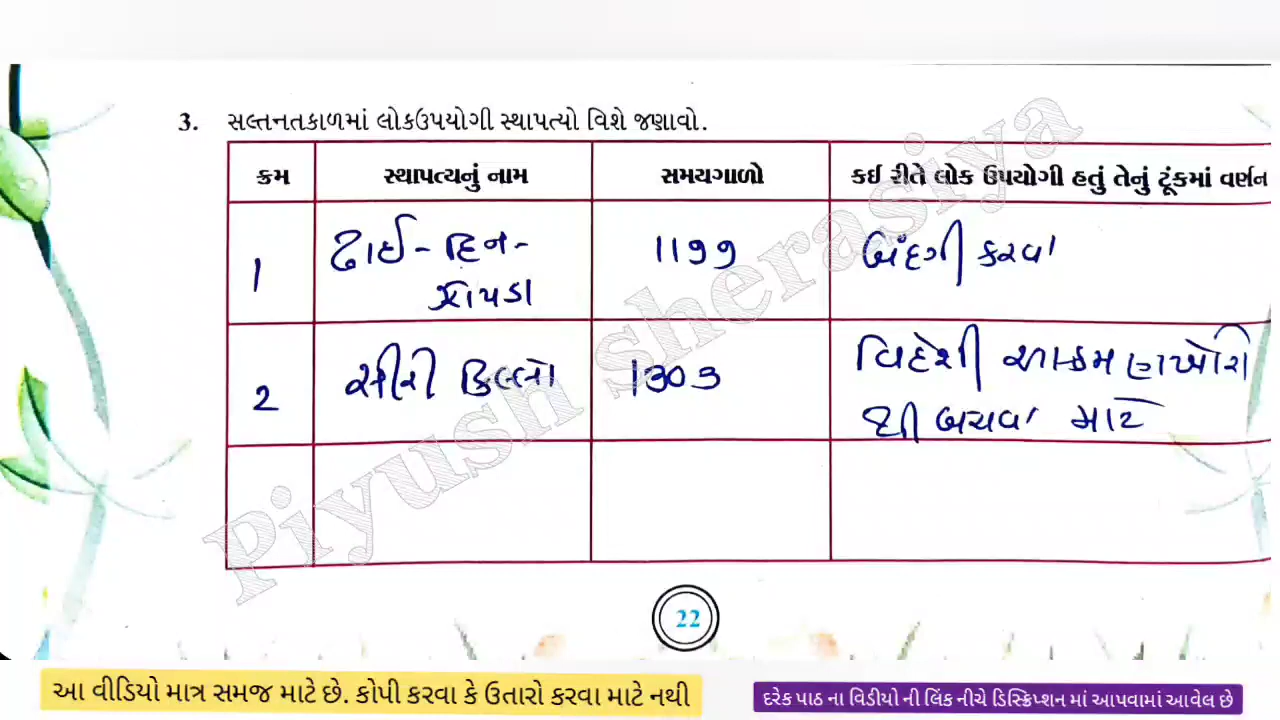 3. સલ્તનતકાળમાં લોકઉપયોગી સ્થાપત્યો વિશે જણાવો.
ક્રમ સ્થાપત્યનું નામ સમયગાળો કઈ રીતે લોક ઉપયોગી હતું તેનું ટૂંકમાં વર્ણન
1 ઢાઈ-દિન- 1199 બંદગી કરવા
ઝોંપડા
2 સીરી કિલ્લો 1303 વિદેશી આક્રમણખોરો
થી બચવા માટે
Piyush sherasiya
22
આ વીડિયો માત્ર સમજ માટે છે. કોપી કરવા કે ઉતારો કરવા માટે નથી
દરેક પાઠ ના વિડીયો ની લિંક નીચે ડિસ્ક્રિપ્શન માં આપવામાં આવેલ છે